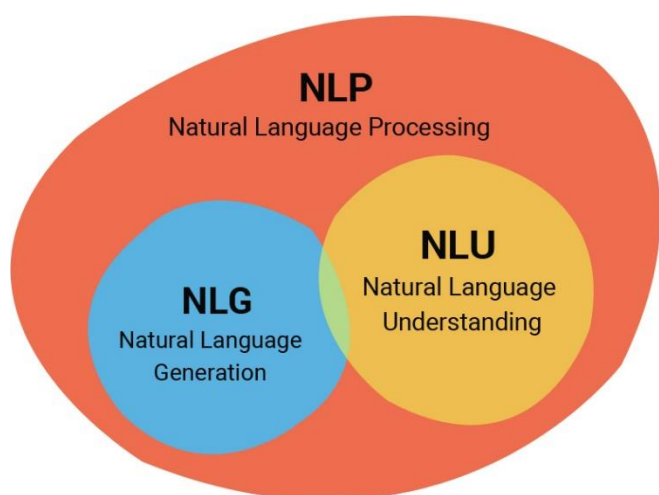 NLP
Natural Language Processing
NLU
Natural Language
Understanding
NLG
Natural Language
Generation